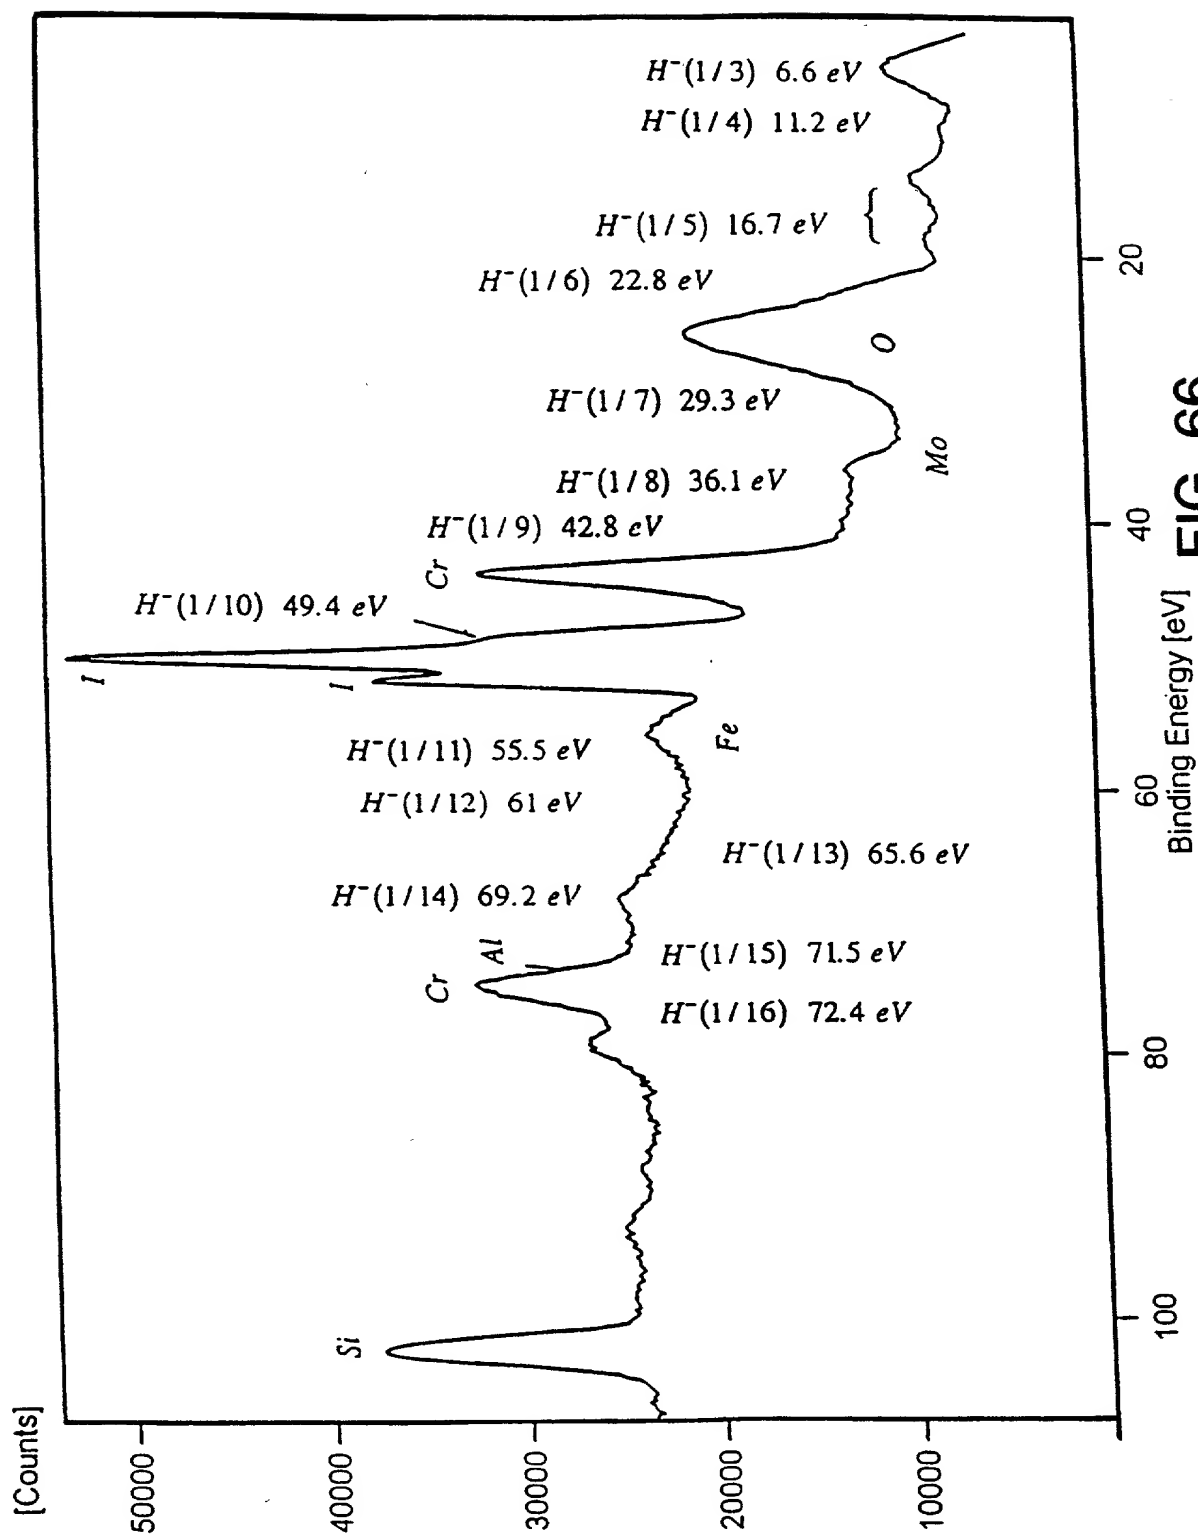 [Counts]
50000
40000
30000
20000
10000
Si
Cr
Al
I
I
Cr
Fe
Mo
O
H⁻(1/3) 6.6 eV
H⁻(1/4) 11.2 eV
H⁻(1/5) 16.7 eV
H⁻(1/6) 22.8 eV
H⁻(1/7) 29.3 eV
H⁻(1/8) 36.1 eV
H⁻(1/9) 42.8 eV
H⁻(1/10) 49.4 eV
H⁻(1/11) 55.5 eV
H⁻(1/12) 61 eV
H⁻(1/13) 65.6 eV
H⁻(1/14) 69.2 eV
H⁻(1/15) 71.5 eV
H⁻(1/16) 72.4 eV
100
80
60
40
20
Binding Energy [eV]
FIG. 66